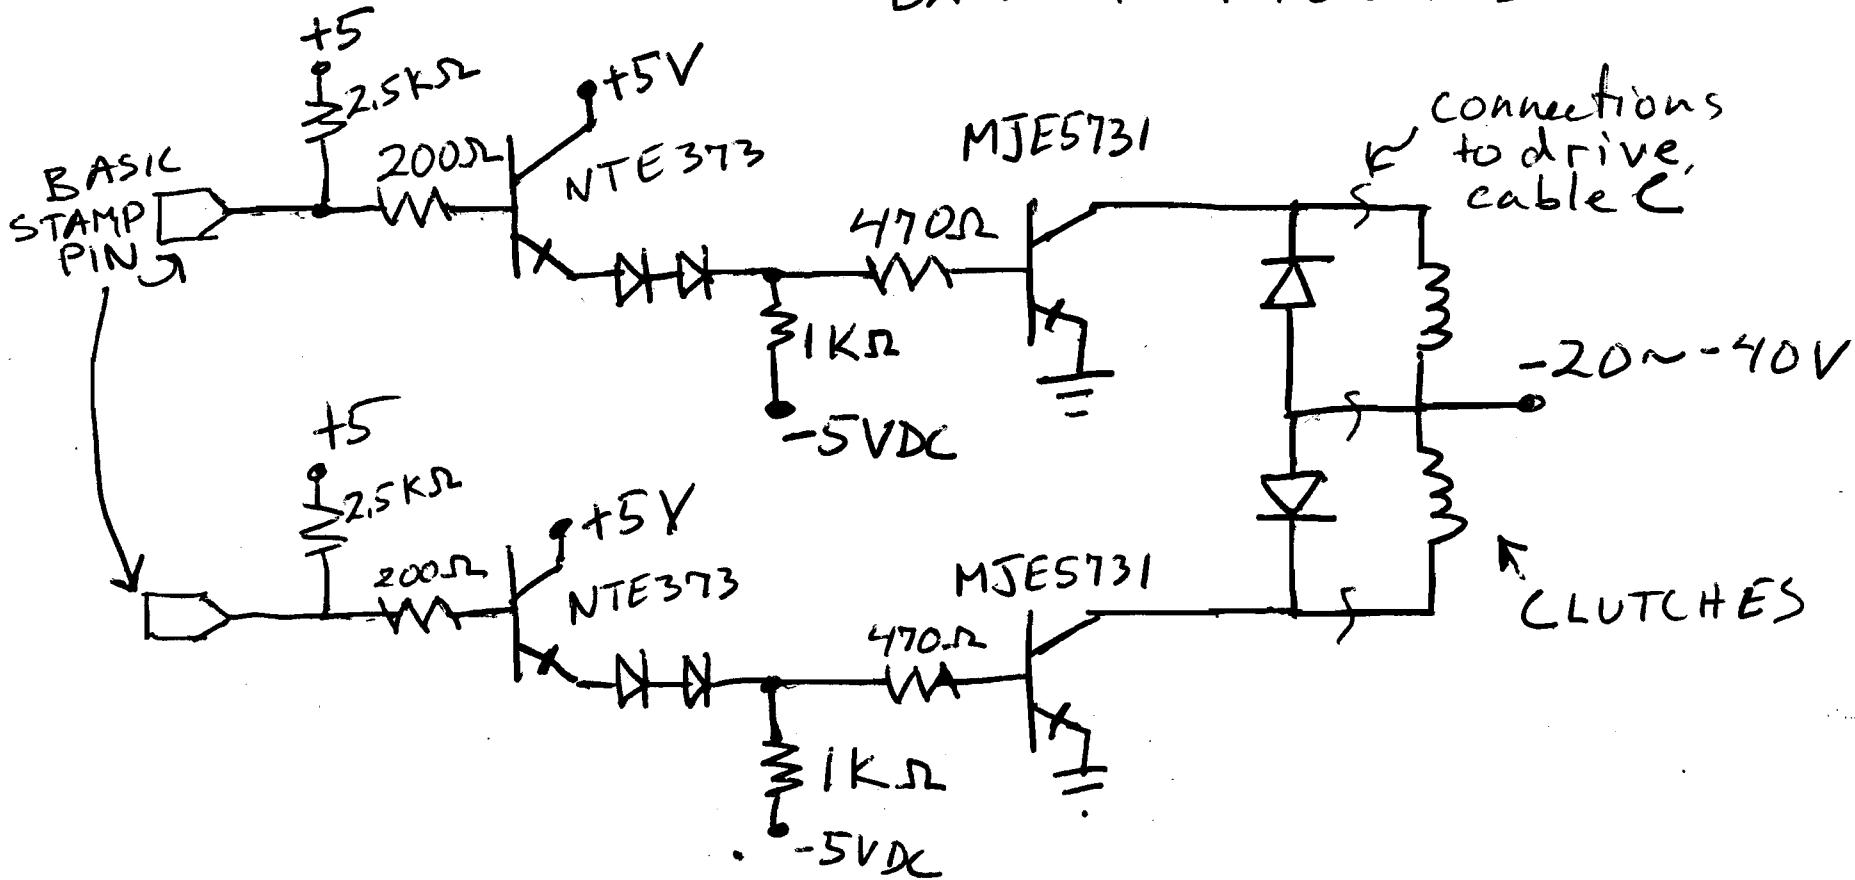 +5
2.5KΩ
+5V
200Ω
NTE373
MJE5731
connections
to drive,
cable C
BASIC
STAMP
PIN
470Ω
1KΩ
-5VDC
-20~-40V
+5
2.5KΩ
+5V
200Ω
NTE373
MJE5731
470Ω
CLUTCHES
1KΩ
-5VDC